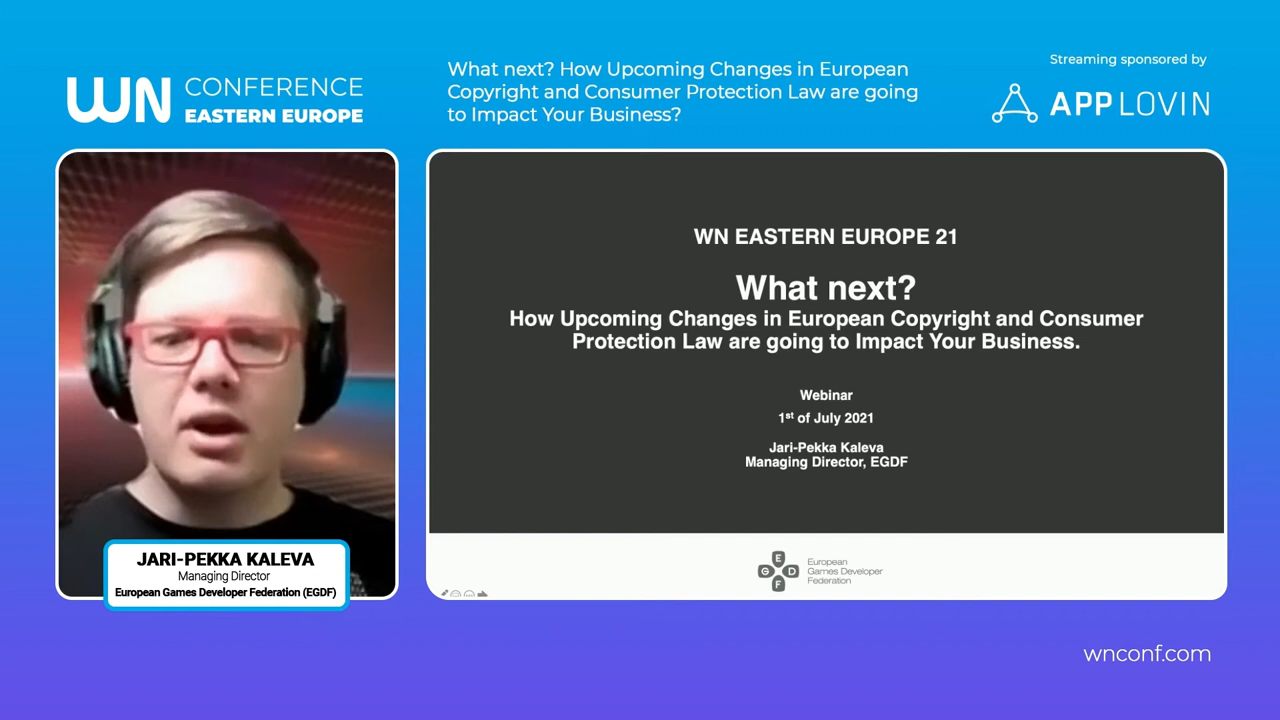 WN CONFERENCE
EASTERN EUROPE
What next? How Upcoming Changes in European
Copyright and Consumer Protection Law are going
to Impact Your Business?
Streaming sponsored by
APPLOVIN
WN EASTERN EUROPE 21
What next?
How Upcoming Changes in European Copyright and Consumer
Protection Law are going to Impact Your Business.
Webinar
1st of July 2021
Jari-Pekka Kaleva
Managing Director, EGDF
E
G D
F
European
Games Developer
Federation
JARI-PEKKA KALEVA
Managing Director
European Games Developer Federation (EGDF)
wnconf.com